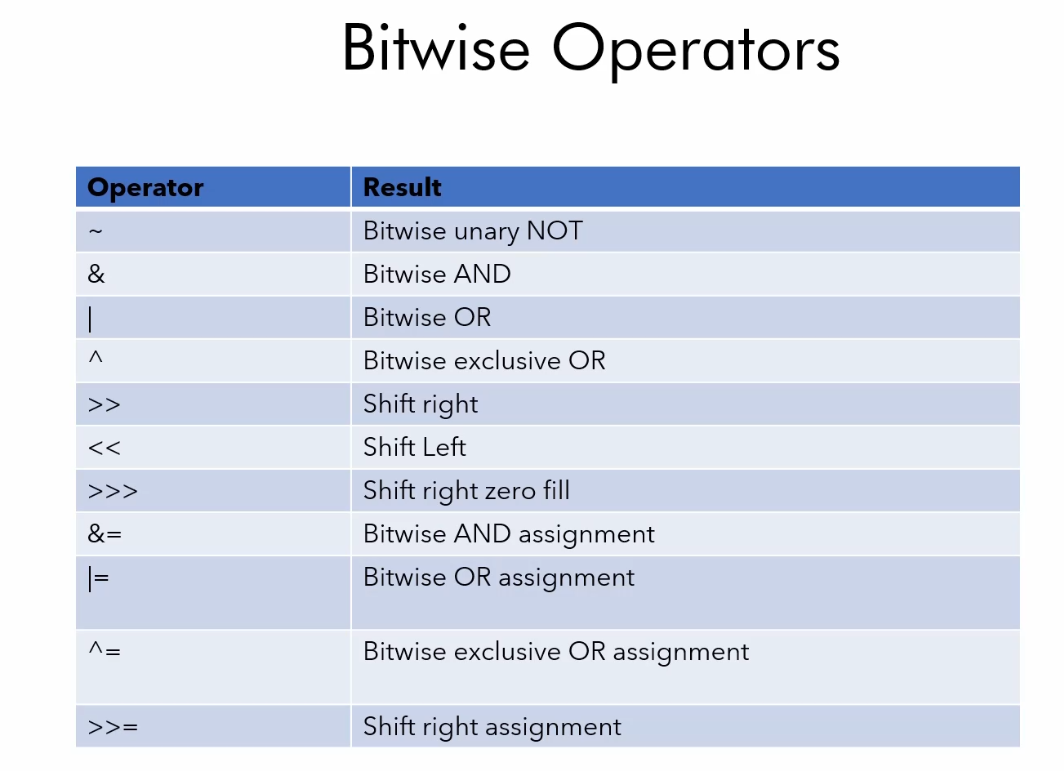 Bitwise Operators
Operator Result
~ Bitwise unary NOT
& Bitwise AND
| Bitwise OR
^ Bitwise exclusive OR
>> Shift right
<< Shift Left
>>> Shift right zero fill
&= Bitwise AND assignment
|= Bitwise OR assignment
^= Bitwise exclusive OR assignment
>>= Shift right assignment